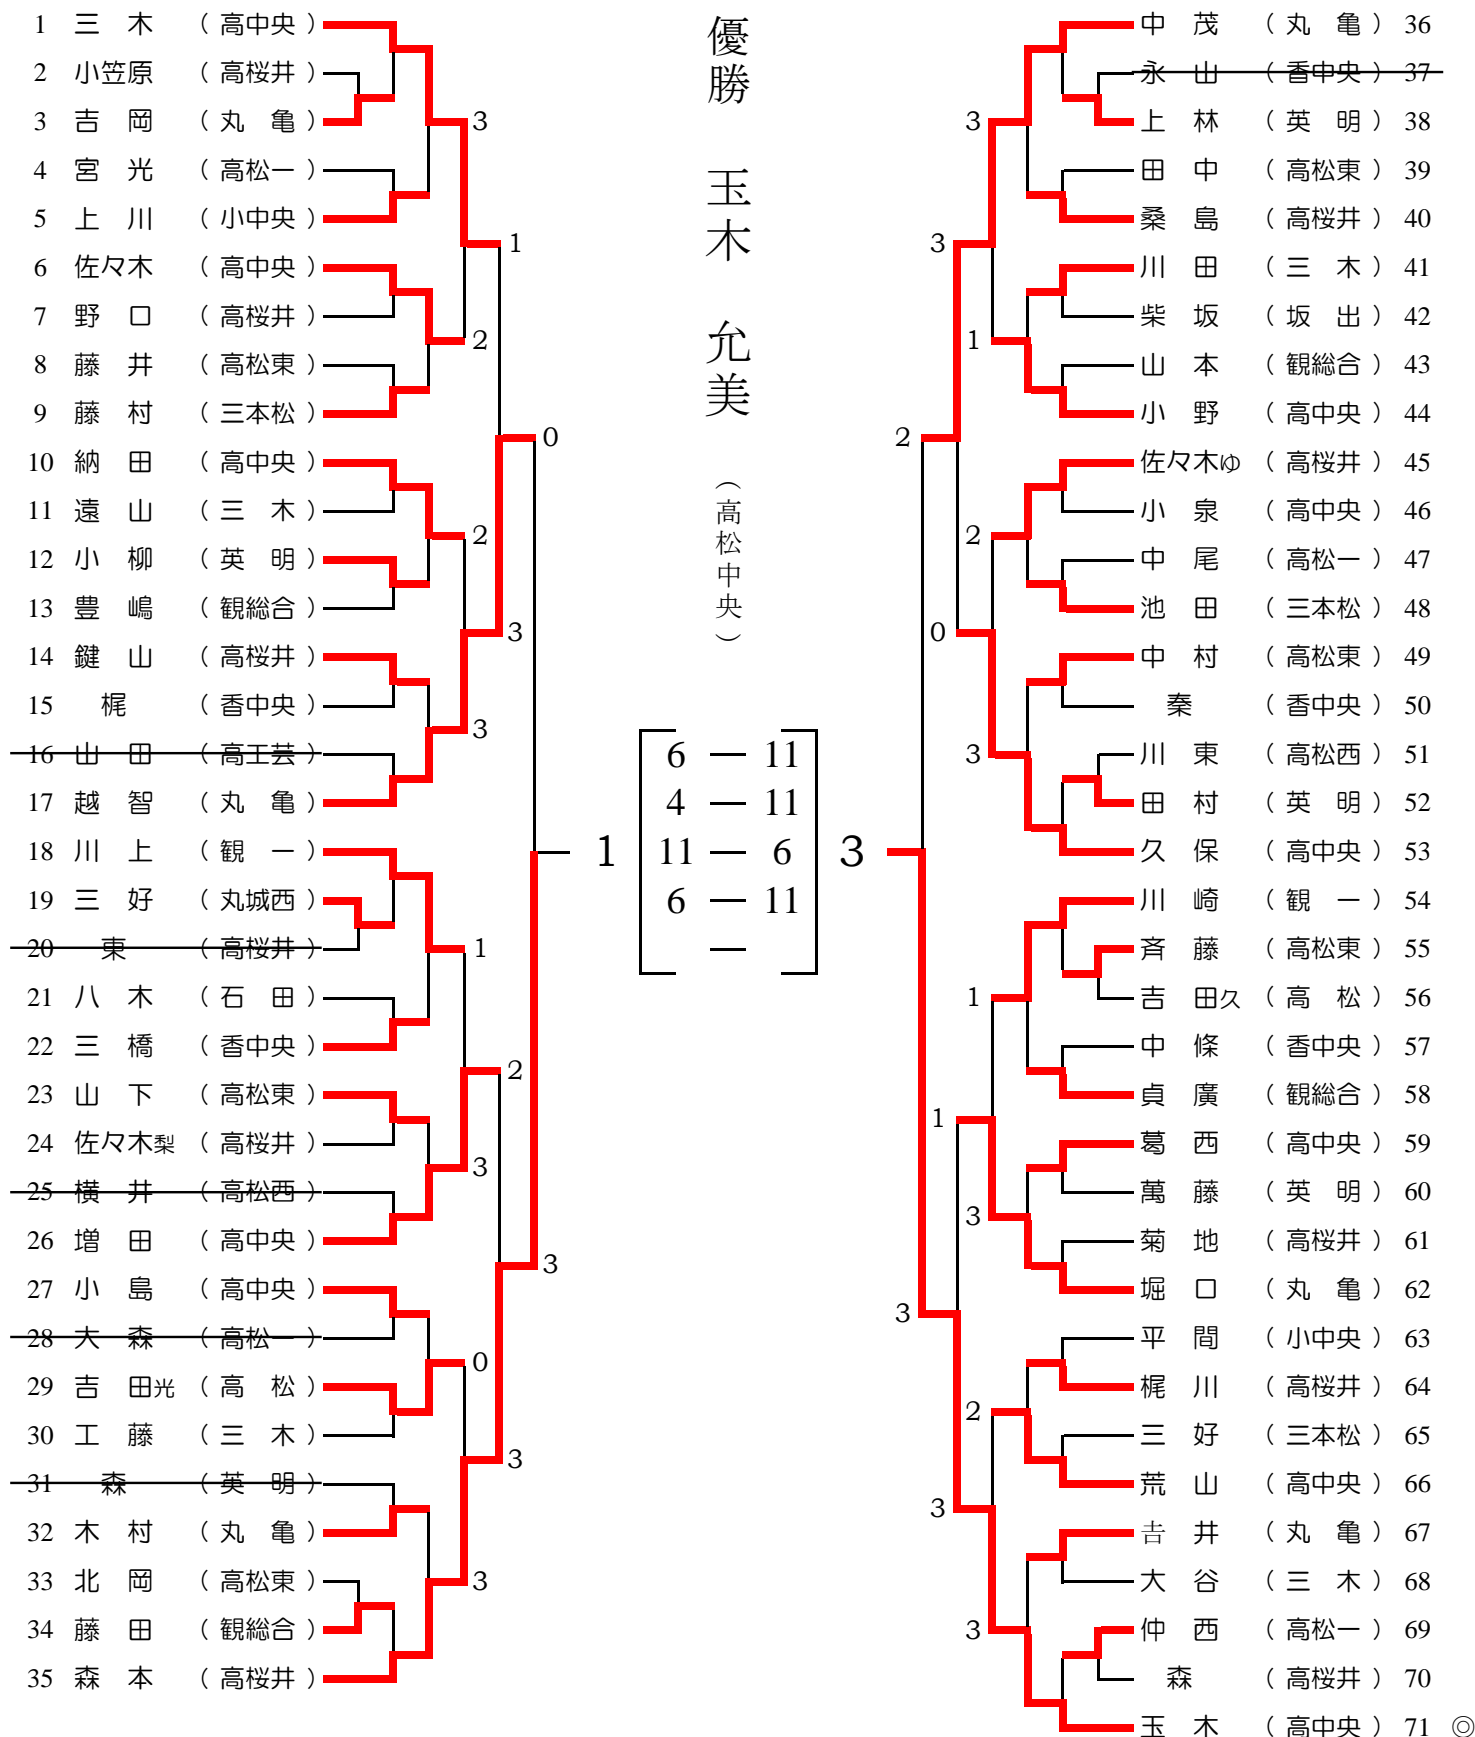 1 三 木 （ 高中央 ）
2 小笠原 （ 高桜井 ）
3 吉 岡 （ 丸 亀 ）
4 宮 光 （ 高松一 ）
5 上 川 （ 小中央 ）
6 佐々木 （ 高中央 ）
7 野 口 （ 高桜井 ）
8 藤 井 （ 高松東 ）
9 藤 村 （ 三本松 ）
10 納 田 （ 高中央 ）
11 遠 山 （ 三 木 ）
12 小 柳 （ 英 明 ）
13 豊 嶋 （ 観総合 ）
14 鍵 山 （ 高桜井 ）
15 梶 （ 香中央 ）
16 山 田 （ 高工芸 ）
17 越 智 （ 丸 亀 ）
18 川 上 （ 観 一 ）
19 三 好 （ 丸城西 ）
20 東 （ 高桜井 ）
21 八 木 （ 石 田 ）
22 三 橋 （ 香中央 ）
23 山 下 （ 高松東 ）
24 佐々木梨 （ 高桜井 ）
25 横 井 （ 高松西 ）
26 増 田 （ 高中央 ）
27 小 島 （ 高中央 ）
28 大 森 （ 高松一 ）
29 吉 田光 （ 高 松 ）
30 工 藤 （ 三 木 ）
31 森 （ 英 明 ）
32 木 村 （ 丸 亀 ）
33 北 岡 （ 高松東 ）
34 藤 田 （ 観総合 ）
35 森 本 （ 高桜井 ）
3
2
2
3
1
3
0
3
1
3
2
3
0
3
3
優勝 玉木 允美 （高松中央）
1
6 — 11
4 — 11
11 — 6
6 — 11
—
3
3
1
2
3
1
3
2
3
3
0
1
3
2
3
中 茂 （ 丸 亀 ） 36
永 山 （ 香中央 ） 37
上 林 （ 英 明 ） 38
田 中 （ 高松東 ） 39
桑 島 （ 高桜井 ） 40
川 田 （ 三 木 ） 41
柴 坂 （ 坂 出 ） 42
山 本 （ 観総合 ） 43
小 野 （ 高中央 ） 44
佐々木ゆ （ 高桜井 ） 45
小 泉 （ 高中央 ） 46
中 尾 （ 高松一 ） 47
池 田 （ 三本松 ） 48
中 村 （ 高松東 ） 49
秦 （ 香中央 ） 50
川 東 （ 高松西 ） 51
田 村 （ 英 明 ） 52
久 保 （ 高中央 ） 53
川 崎 （ 観 一 ） 54
斉 藤 （ 高松東 ） 55
吉 田久 （ 高 松 ） 56
中 條 （ 香中央 ） 57
貞 廣 （ 観総合 ） 58
葛 西 （ 高中央 ） 59
萬 藤 （ 英 明 ） 60
菊 地 （ 高桜井 ） 61
堀 口 （ 丸 亀 ） 62
平 間 （ 小中央 ） 63
梶 川 （ 高桜井 ） 64
三 好 （ 三本松 ） 65
荒 山 （ 高中央 ） 66
𠮷 井 （ 丸 亀 ） 67
大 谷 （ 三 木 ） 68
仲 西 （ 高松一 ） 69
森 （ 高桜井 ） 70
玉 木 （ 高中央 ） 71 ◎